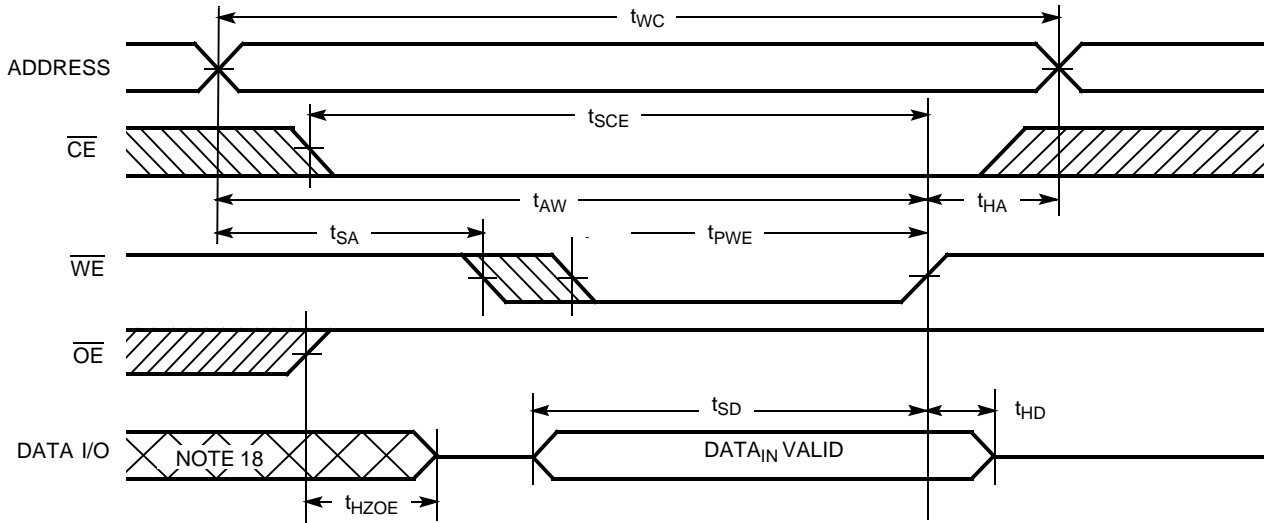 tWC
ADDRESS
tSCE
CE
tAW
tHA
tSA
tPWE
WE
OE
tSD
tHD
DATA I/O
NOTE 18
DATAIN VALID
tHZOE